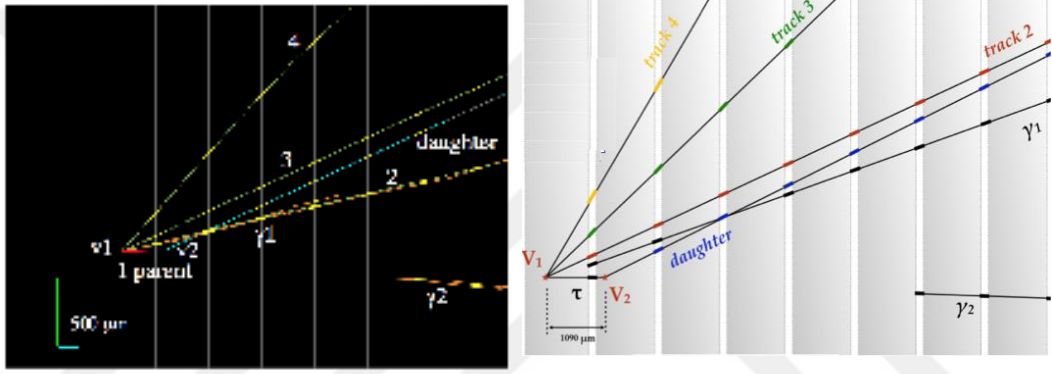 4
3
daughter
2
v1
v2
γ1
1 parent
γ2
500 μm
track 4
track 3
track 2
γ1
daughter
V1
τ
V2
γ2
1090 μm